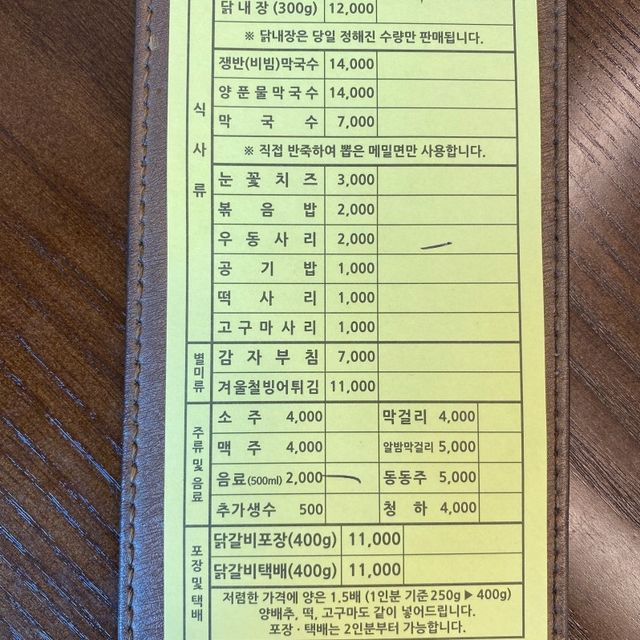 닭내장(300g) 12,000
※ 닭내장은 당일 정해진 수량만 판매됩니다.
식사류
쟁반(비빔)막국수 14,000
양푼물막국수 14,000
막국수 7,000
※ 직접 반죽하여 뽑은 메밀면만 사용합니다.
눈꽃치즈 3,000
볶음밥 2,000
우동사리 2,000
공기밥 1,000
떡사리 1,000
고구마사리 1,000
별미류
감자부침 7,000
겨울철빙어튀김 11,000
주류 및 음료
소주 4,000 막걸리 4,000
맥주 4,000 알밤막걸리 5,000
음료(500ml) 2,000 동동주 5,000
추가생수 500 청하 4,000
포장 및 택배
닭갈비포장(400g) 11,000
닭갈비택배(400g) 11,000
저렴한 가격에 양은 1.5배 (1인분 기준 250g ▶ 400g)
양배추, 떡, 고구마도 같이 넣어드립니다.
포장·택배는 2인분부터 가능합니다.